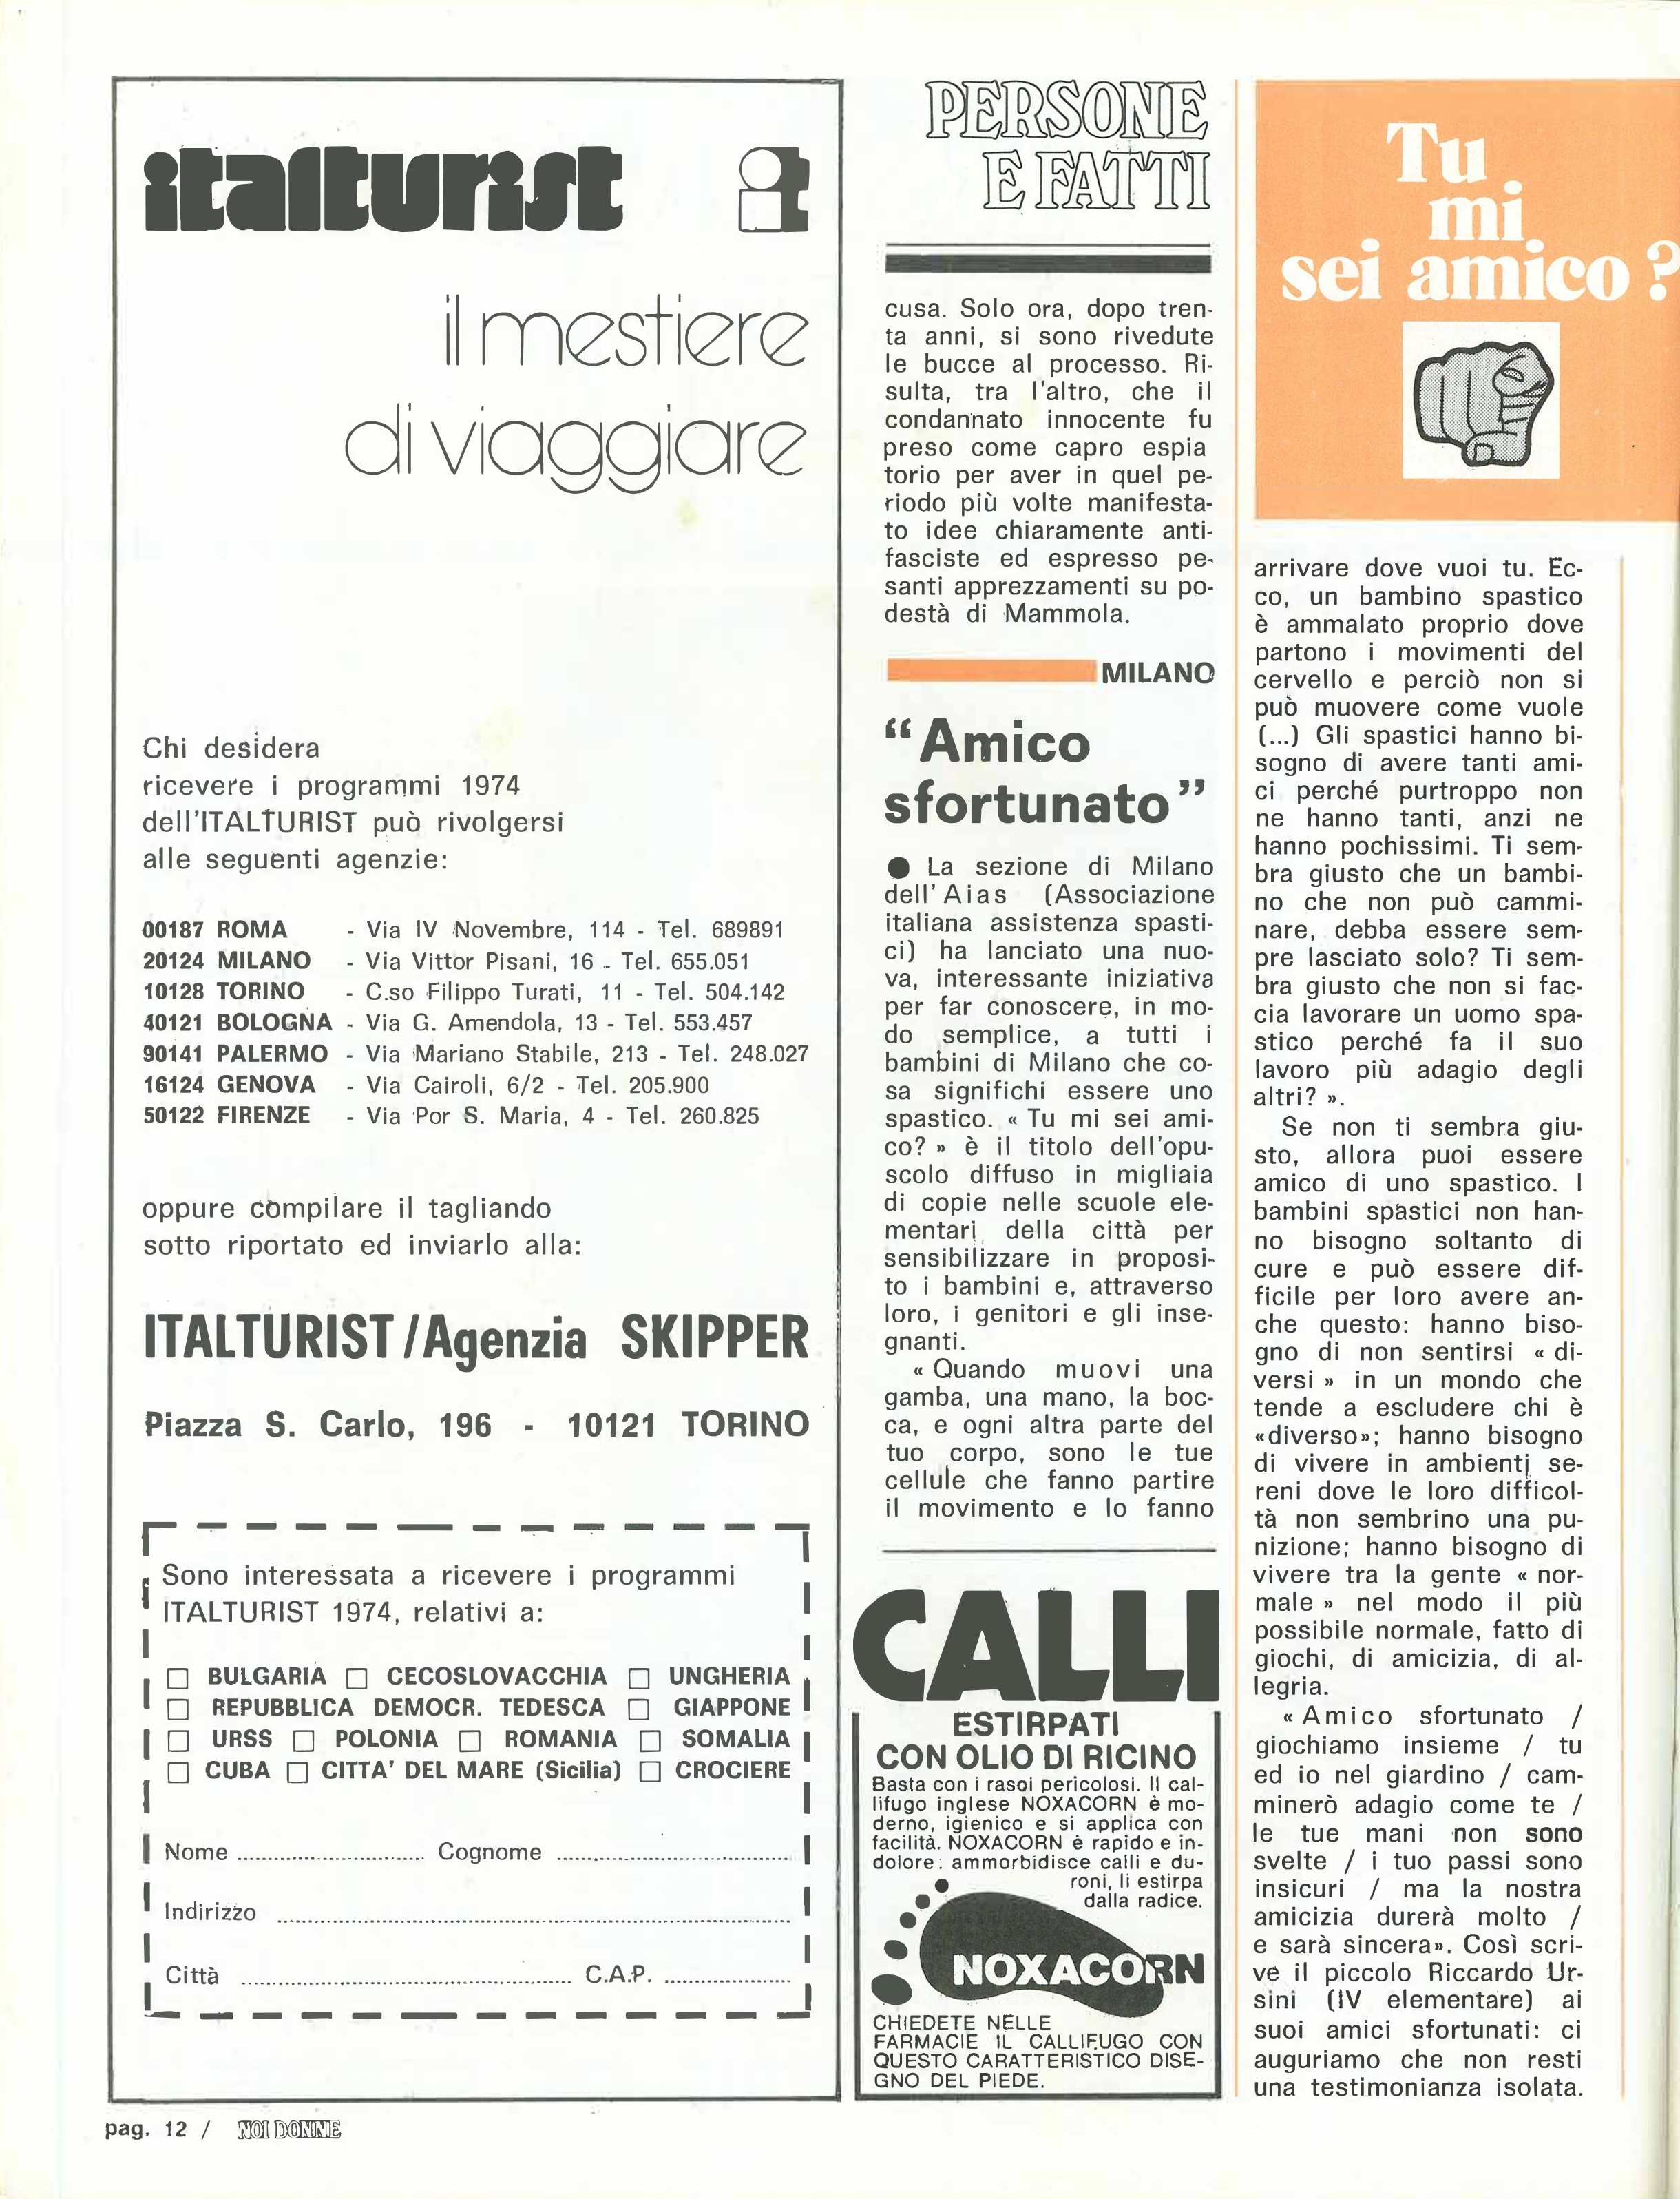 italturist it
il mestiere
di viaggiare
Chi desidera
ricevere i programmi 1974
dell'ITALTURIST può rivolgersi
alle seguenti agenzie:
00187 ROMA - Via IV Novembre, 114 - Tel. 689891
20124 MILANO - Via Vittor Pisani, 16 - Tel. 655.051
10128 TORINO - C.so Filippo Turati, 11 - Tel. 504.142
40121 BOLOGNA - Via G. Amendola, 13 - Tel. 553.457
90141 PALERMO - Via Mariano Stabile, 213 - Tel. 248.027
16124 GENOVA - Via Cairoli, 6/2 - Tel. 205.900
50122 FIRENZE - Via Por S. Maria, 4 - Tel. 260.825
oppure compilare il tagliando
sotto riportato ed inviarlo alla:
ITALTURIST/Agenzia SKIPPER
Piazza S. Carlo, 196 - 10121 TORINO
Sono interessata a ricevere i programmi
ITALTURIST 1974, relativi a:
☐ BULGARIA ☐ CECOSLOVACCHIA ☐ UNGHERIA
☐ REPUBBLICA DEMOCR. TEDESCA ☐ GIAPPONE
☐ URSS ☐ POLONIA ☐ ROMANIA ☐ SOMALIA
☐ CUBA ☐ CITTA' DEL MARE (Sicilia) ☐ CROCIERE
Nome ........................... Cognome ...........................
Indirizzo ...........................
Città ........................... C.A.P. ...................
PERSONE
E FATTI
cusa. Solo ora, dopo tren-
ta anni, si sono rivedute
le bucce al processo. Ri-
sulta, tra l'altro, che il
condannato innocente fu
preso come capro espia
torio per aver in quel pe-
riodo più volte manifesta-
to idee chiaramente anti-
fasciste ed espresso pe-
santi apprezzamenti su po-
destà di Mammola.
MILANO
“Amico
sfortunato”
● La sezione di Milano
dell'Aias (Associazione
italiana assistenza spasti-
ci) ha lanciato una nuo-
va, interessante iniziativa
per far conoscere, in mo-
do semplice, a tutti i
bambini di Milano che co-
sa significhi essere uno
spastico. « Tu mi sei ami-
co? » è il titolo dell'opu-
scolo diffuso in migliaia
di copie nelle scuole ele-
mentari della città per
sensibilizzare in proposi-
to i bambini e, attraverso
loro, i genitori e gli inse-
gnanti.
« Quando muovi una
gamba, una mano, la boc-
ca, e ogni altra parte del
tuo corpo, sono le tue
cellule che fanno partire
il movimento e lo fanno
CALLI
ESTIRPATI
CON OLIO DI RICINO
Basta con i rasoi pericolosi. Il cal-
lifugo inglese NOXACORN è mo-
derno, igienico e si applica con
facilità. NOXACORN è rapido e in-
dolore: ammorbidisce calli e du-
roni, li estirpa
dalla radice.
NOXACORN
CHIEDETE NELLE
FARMACIE IL CALLIFUGO CON
QUESTO CARATTERISTICO DISE-
GNO DEL PIEDE.
Tu
mi
sei amico?
arrivare dove vuoi tu. Ec-
co, un bambino spastico
è ammalato proprio dove
partono i movimenti del
cervello e perciò non si
può muovere come vuole
(...) Gli spastici hanno bi-
sogno di avere tanti ami-
ci perché purtroppo non
ne hanno tanti, anzi ne
hanno pochissimi. Ti sem-
bra giusto che un bambi-
no che non può cammi-
nare, debba essere sem-
pre lasciato solo? Ti sem-
bra giusto che non si fac-
cia lavorare un uomo spa-
stico perché fa il suo
lavoro più adagio degli
altri? ».
Se non ti sembra giu-
sto, allora puoi essere
amico di uno spastico. I
bambini spastici non han-
no bisogno soltanto di
cure e può essere dif-
ficile per loro avere an-
che questo: hanno biso-
gno di non sentirsi « di-
versi » in un mondo che
tende a escludere chi è
«diverso»; hanno bisogno
di vivere in ambienti se-
reni dove le loro difficol-
tà non sembrino una pu-
nizione; hanno bisogno di
vivere tra la gente « nor-
male » nel modo il più
possibile normale, fatto di
giochi, di amicizia, di al-
legria.
« Amico sfortunato /
giochiamo insieme / tu
ed io nel giardino / cam-
minerò adagio come te /
le tue mani non sono
svelte / i tuo passi sono
insicuri / ma la nostra
amicizia durerà molto /
e sarà sincera». Così scri-
ve il piccolo Riccardo Ur-
sini (IV elementare) ai
suoi amici sfortunati: ci
auguriamo che non resti
una testimonianza isolata.
pag. 12 / NOI DONNE